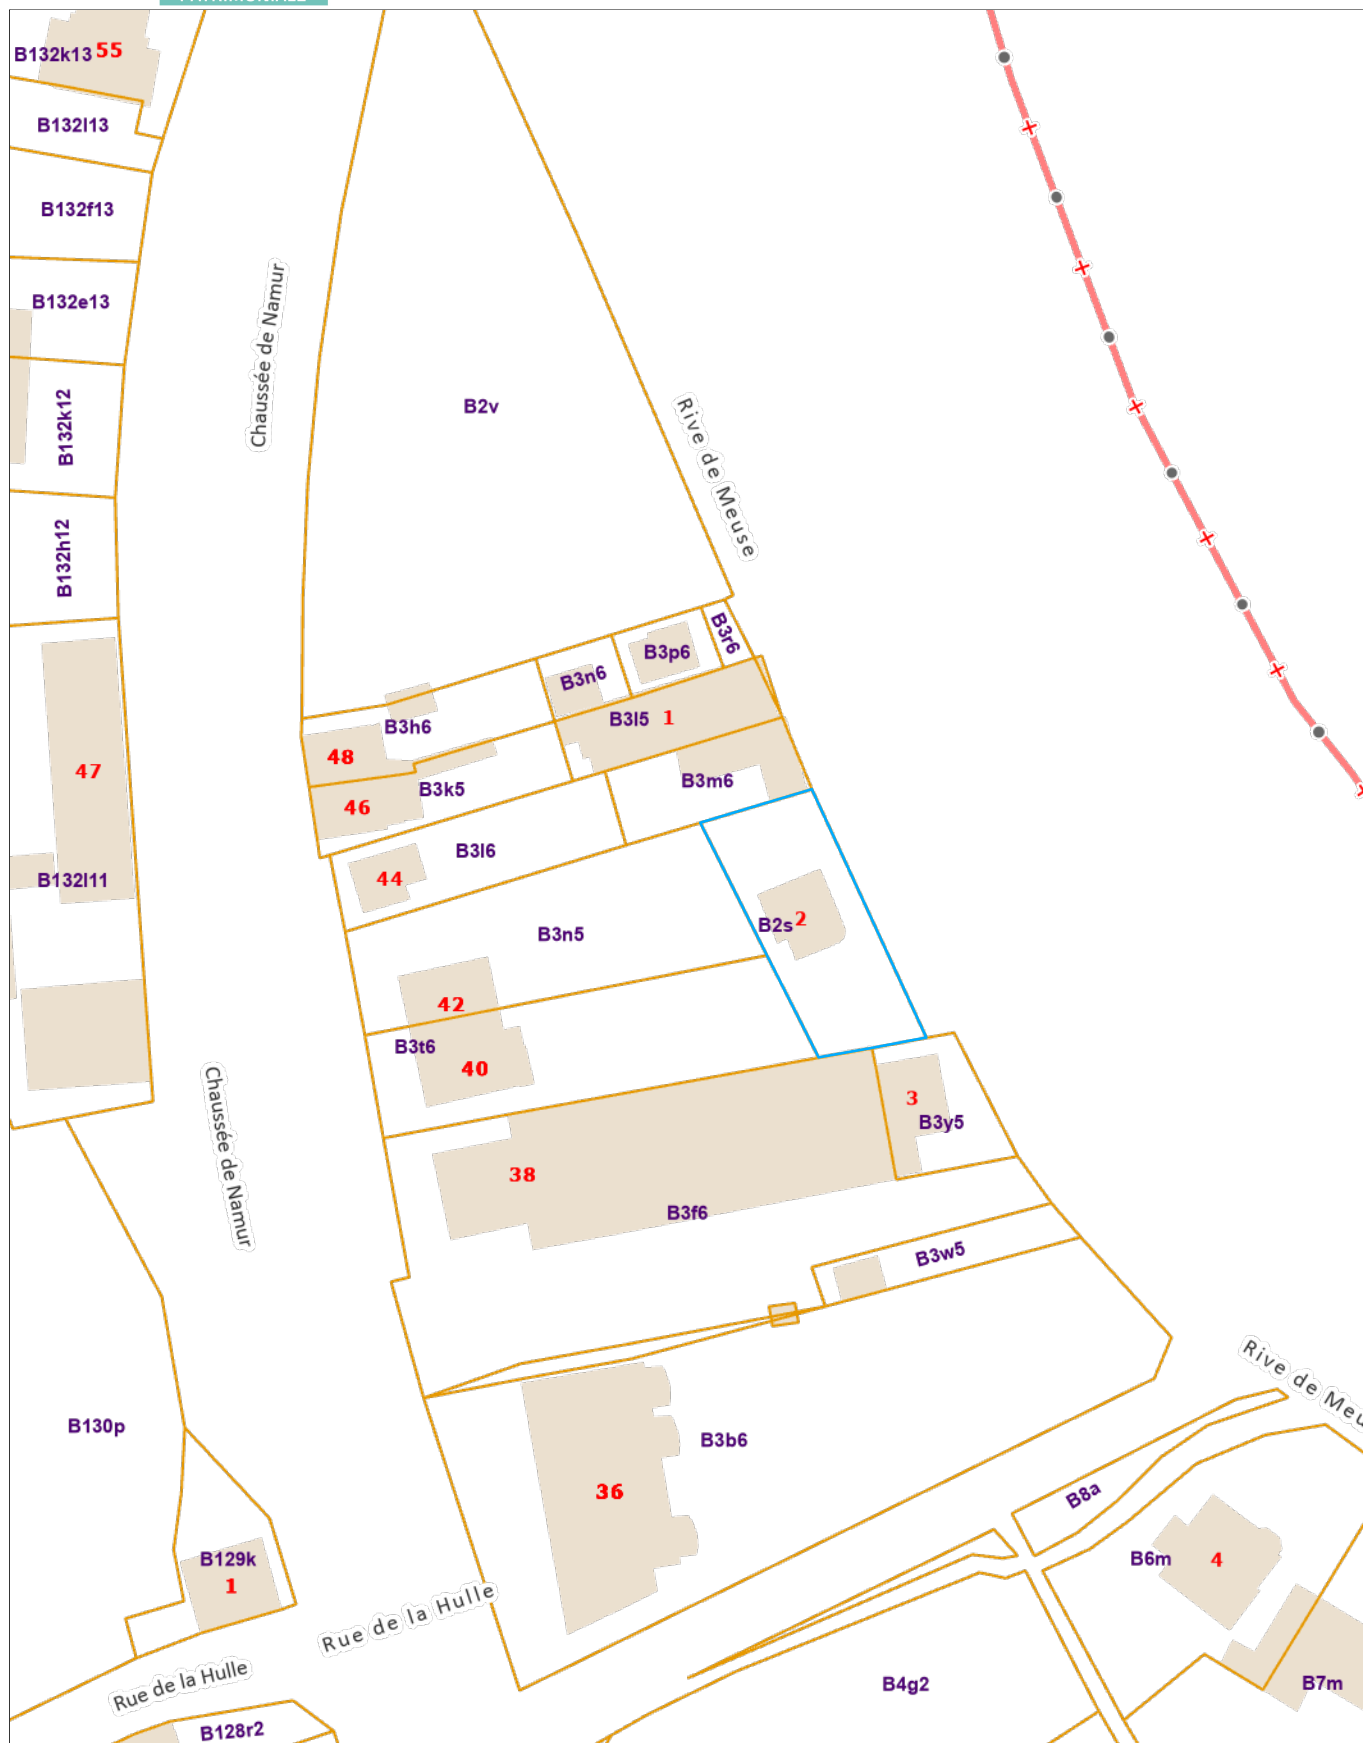 B132k13 55
B132l13
B132f13
B132e13
Chaussée de Namur
B132k12
B2v
Rive de Meuse
B132h12
B3r6
B3p6
B3n6
B3l5 1
B3h6
48
47
B3m6
B3k5
46
B3l6
44
B132l11
B2s 2
B3n5
42
B3t6
40
Chaussée de Namur
3
B3y5
38
B3f6
B3w5
Rive de Meu
B130p
B3b6
36
B8a
B129k
1
B6m 4
Rue de la Hulle
Rue de la Hulle
B4g2
B7m
B128r2